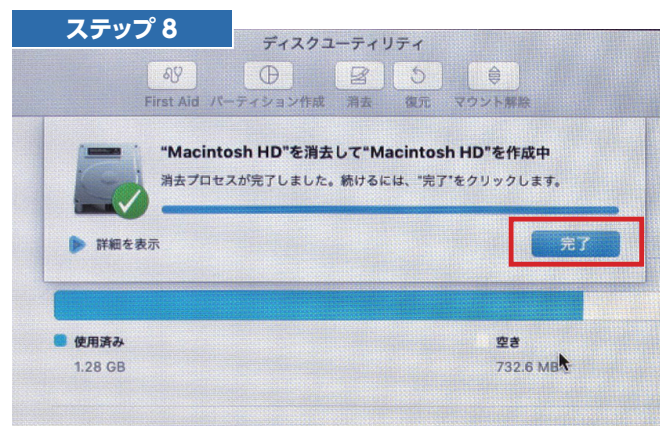 ステップ 8
ディスクユーティリティ
First Aid パーティション作成 消去 復元 マウント解除
"Macintosh HD"を消去して"Macintosh HD"を作成中
消去プロセスが完了しました。続けるには、"完了"をクリックします。
詳細を表示
完了
使用済み
1.28 GB
空き
732.6 MB